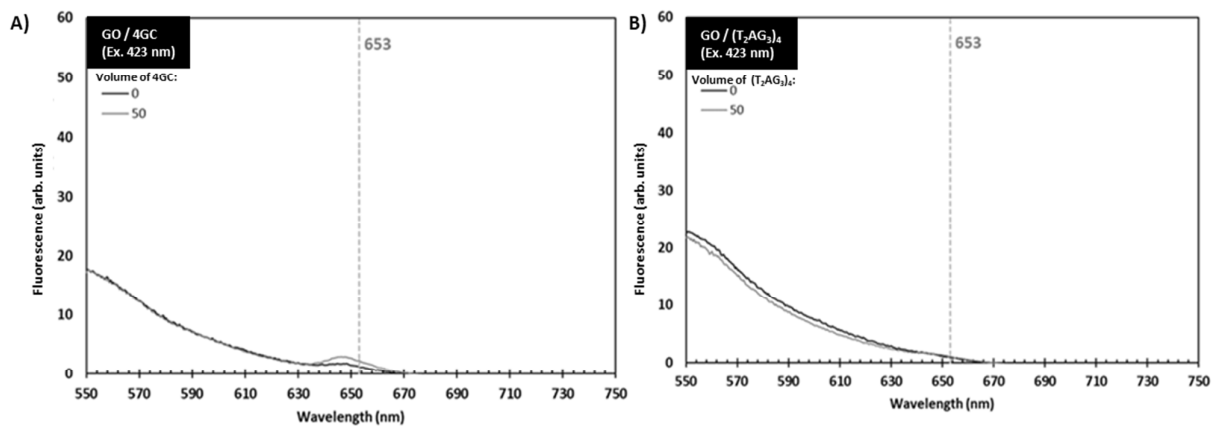 A)
GO / 4GC
(Ex. 423 nm)
Volume of 4GC:
0
50
653
60
50
40
30
20
10
0
Fluorescence (arb. units)
550 570 590 610 630 650 670 690 710 730 750
Wavelength (nm)
B)
GO / (T₂AG₃)₄
(Ex. 423 nm)
Volume of (T₂AG₃)₄:
0
50
653
60
50
40
30
20
10
0
Fluorescence (arb. units)
550 570 590 610 630 650 670 690 710 730 750
Wavelength (nm)